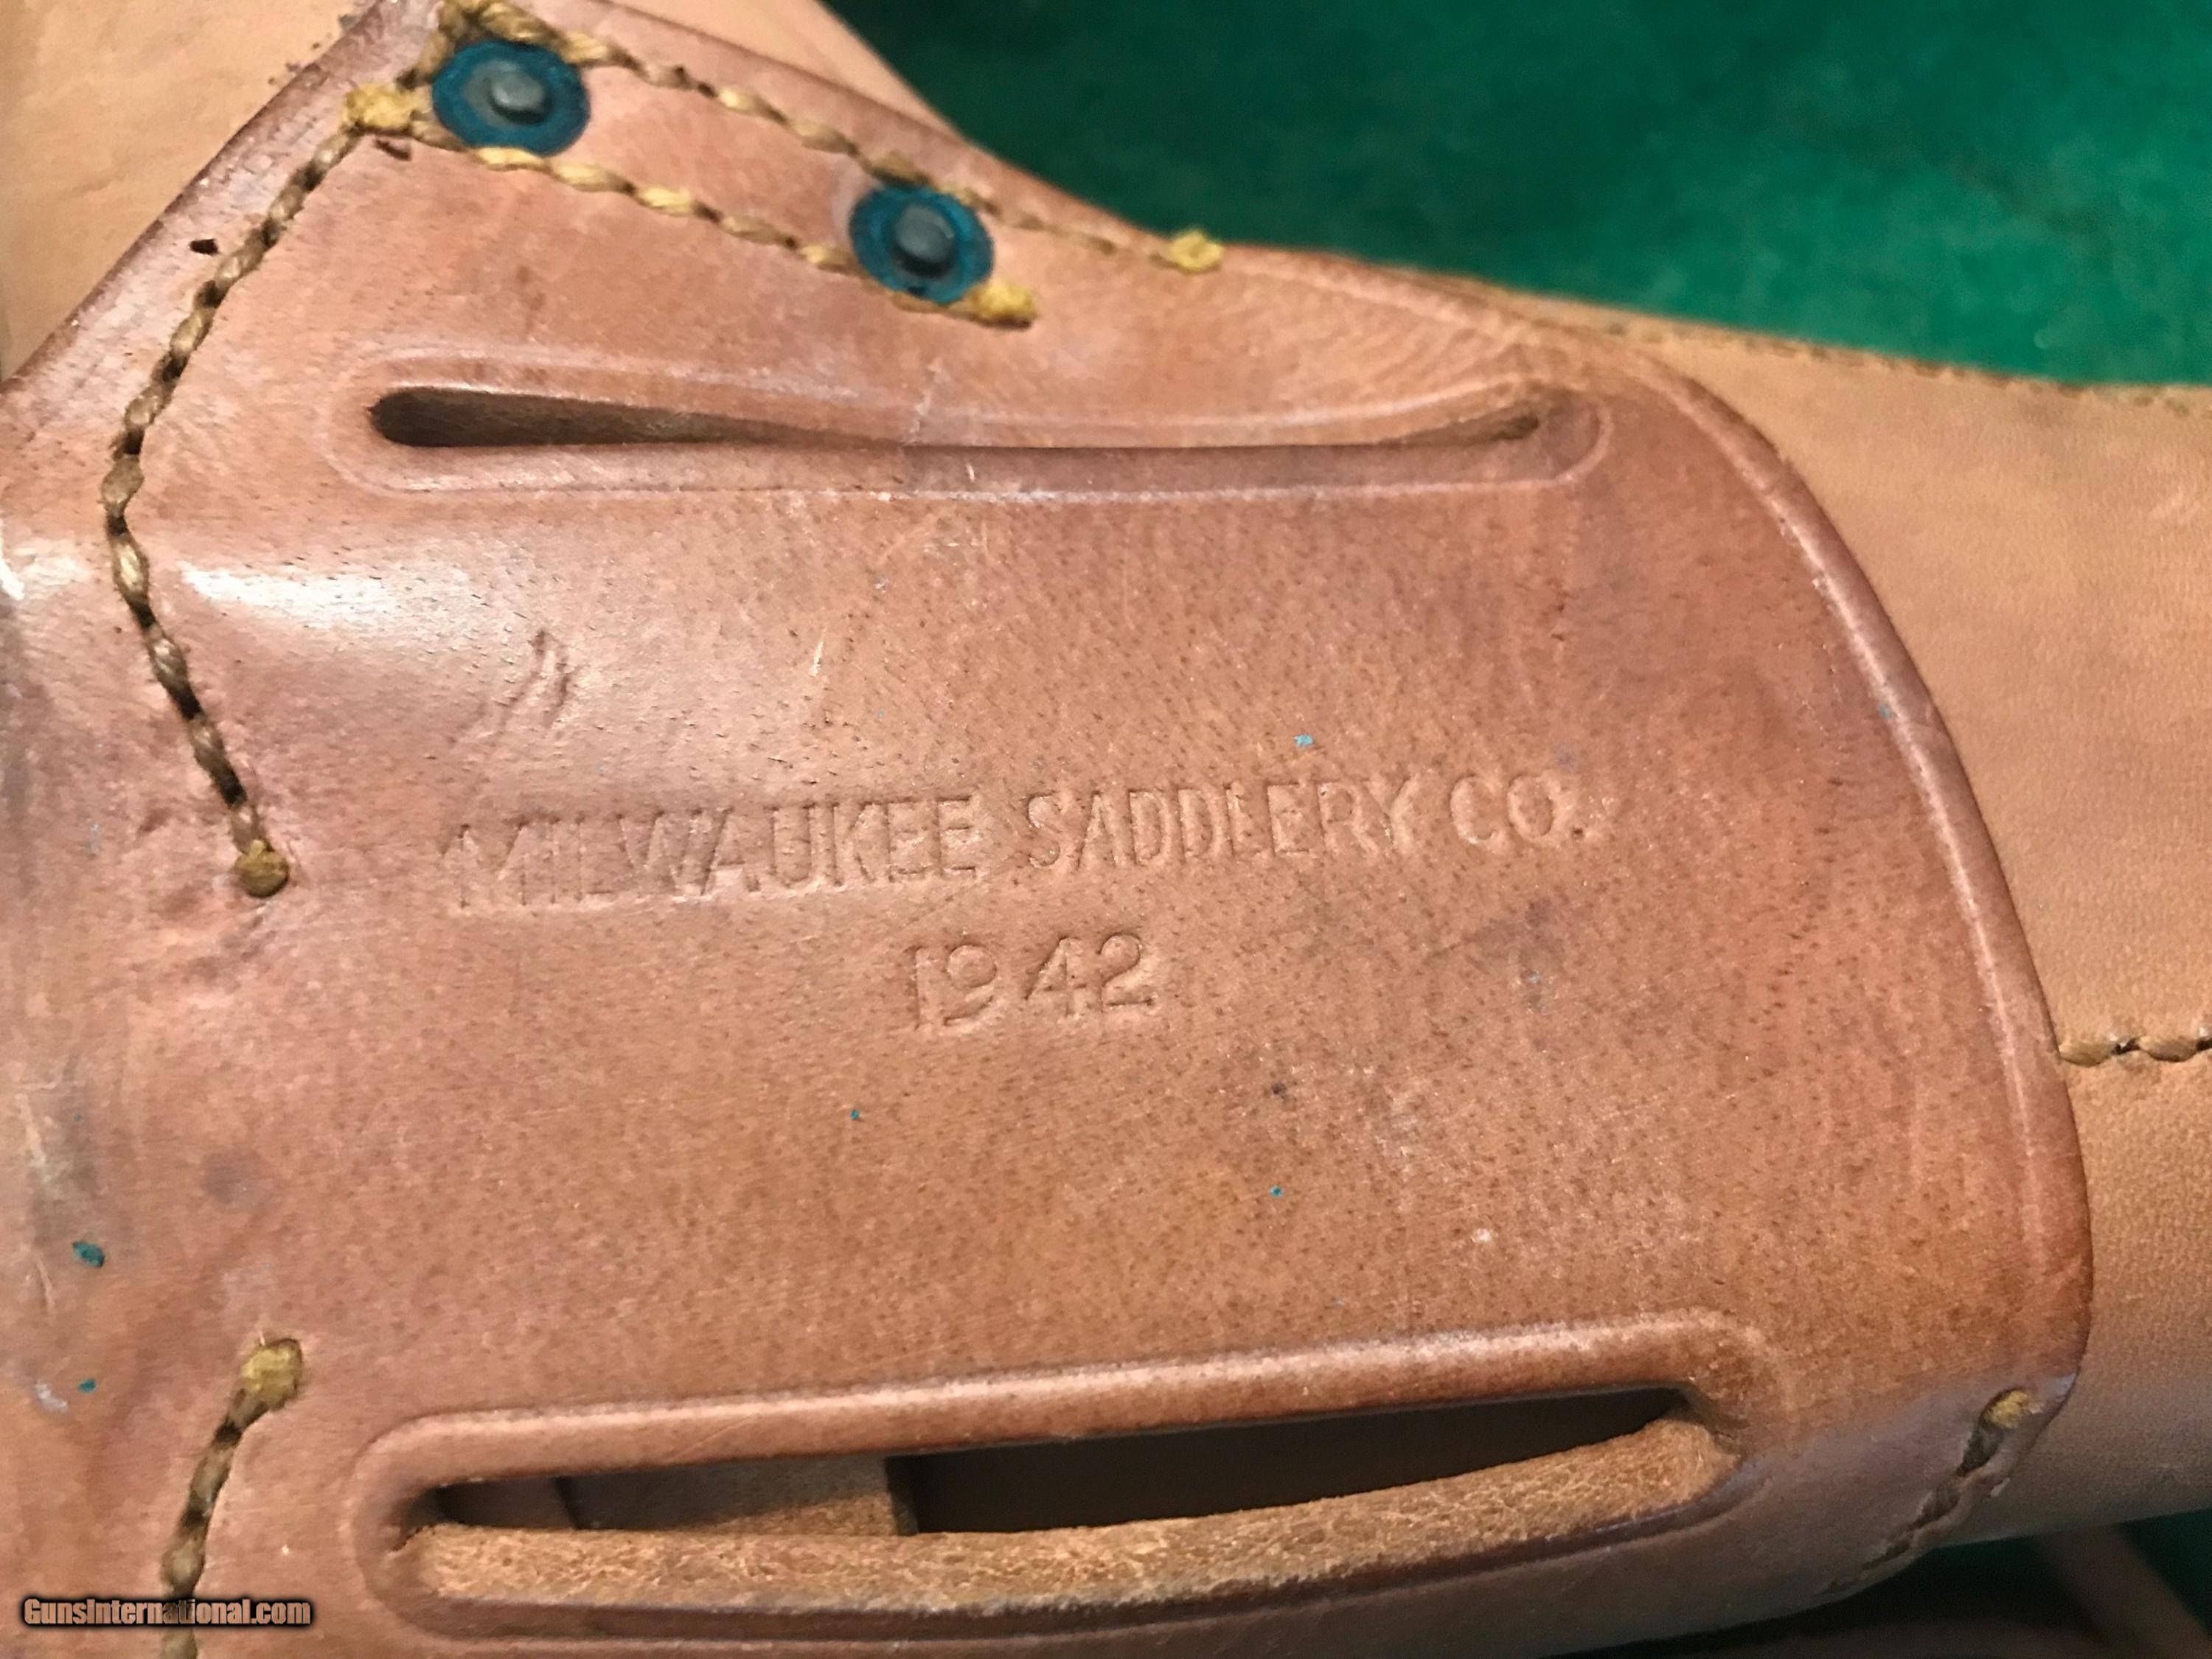 MILWAUKEE SADDLERY CO.
1942
GunsInternational.com